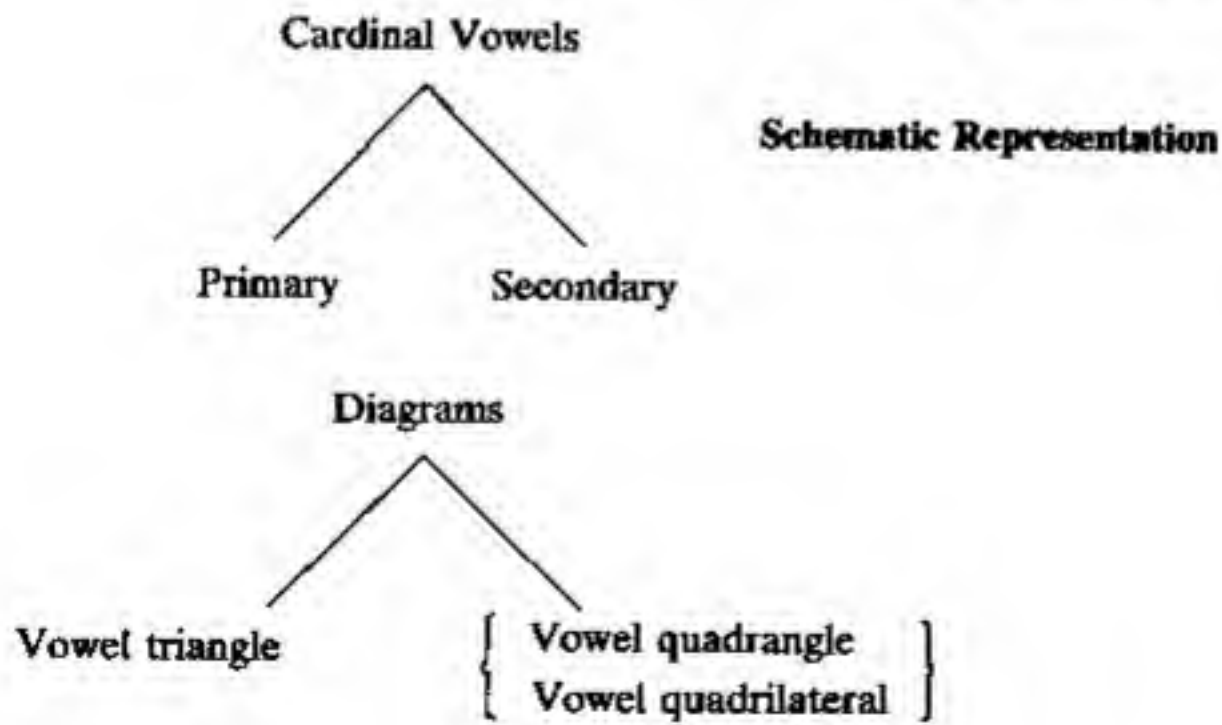 Cardinal Vowels
Schematic Representation
Primary Secondary
Diagrams
Vowel triangle
Vowel quadrangle
Vowel quadrilateral